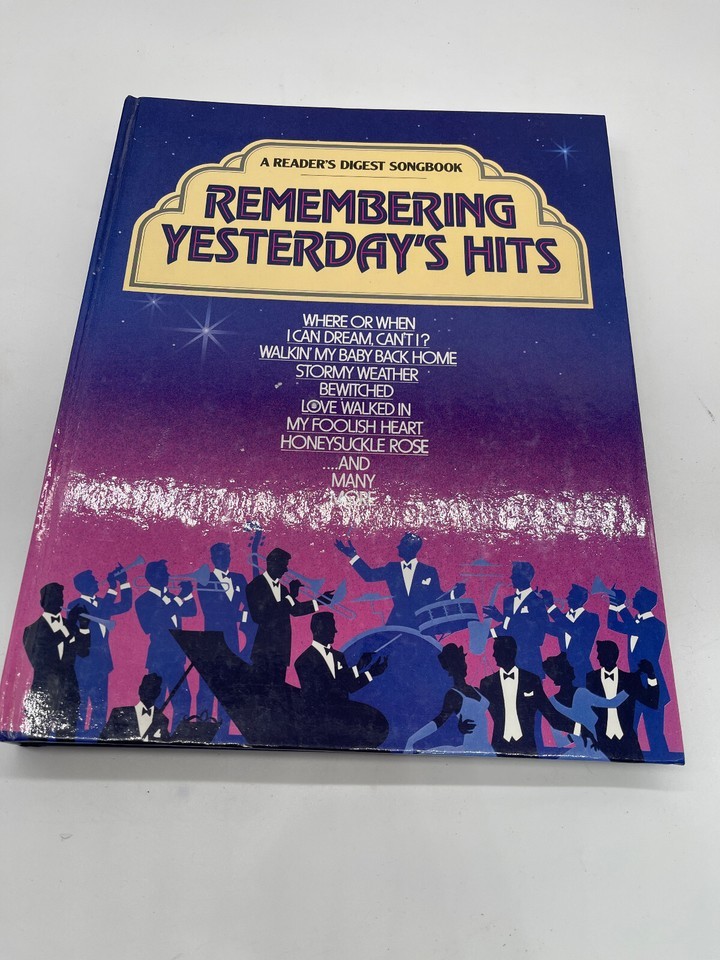 A READER'S DIGEST SONGBOOK
REMEMBERING
YESTERDAY'S HITS
WHERE OR WHEN
I CAN DREAM, CAN'T I?
WALKIN' MY BABY BACK HOME
STORMY WEATHER
BEWITCHED
LOVE WALKED IN
MY FOOLISH HEART
HONEYSUCKLE ROSE
....AND
MANY
MORE